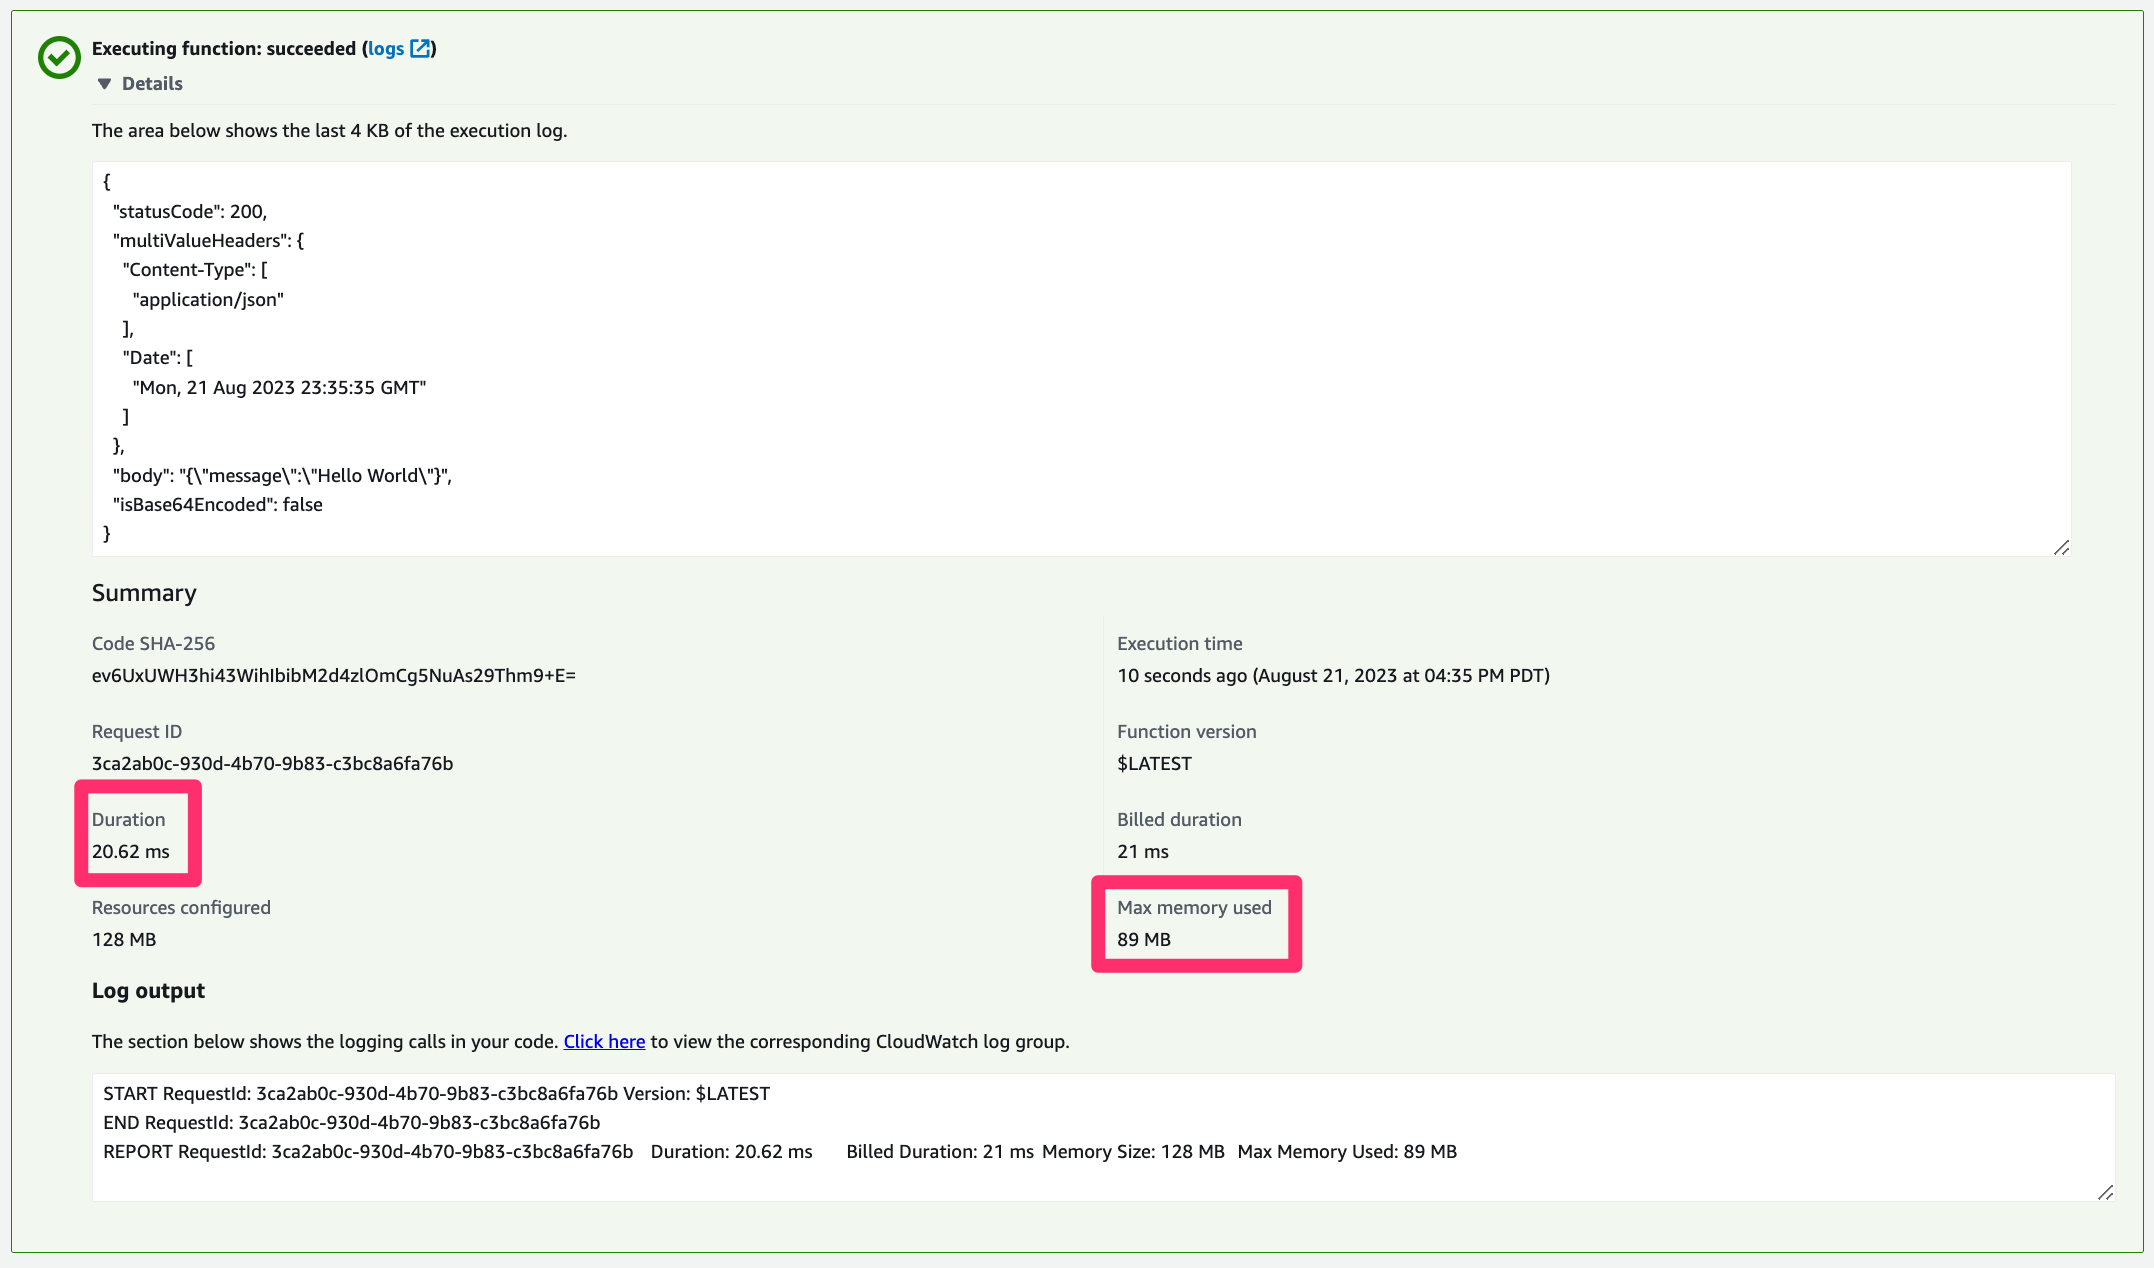 Executing function: succeeded (logs)
Details
The area below shows the last 4 KB of the execution log.
{
"statusCode": 200,
"multiValueHeaders": {
"Content-Type": [
"application/json"
],
"Date": [
"Mon, 21 Aug 2023 23:35:35 GMT"
]
},
"body": "{\"message\":\"Hello World\"}",
"isBase64Encoded": false
}
Summary
Code SHA-256
ev6UxUWH3hi43WihIbibM2d4zlOmCg5NuAs29Thm9+E=
Execution time
10 seconds ago (August 21, 2023 at 04:35 PM PDT)
Request ID
3ca2ab0c-930d-4b70-9b83-c3bc8a6fa76b
Function version
$LATEST
Duration
20.62 ms
Billed duration
21 ms
Resources configured
128 MB
Max memory used
89 MB
Log output
The section below shows the logging calls in your code. Click here to view the corresponding CloudWatch log group.
START RequestId: 3ca2ab0c-930d-4b70-9b83-c3bc8a6fa76b Version: $LATEST
END RequestId: 3ca2ab0c-930d-4b70-9b83-c3bc8a6fa76b
REPORT RequestId: 3ca2ab0c-930d-4b70-9b83-c3bc8a6fa76b Duration: 20.62 ms Billed Duration: 21 ms Memory Size: 128 MB Max Memory Used: 89 MB